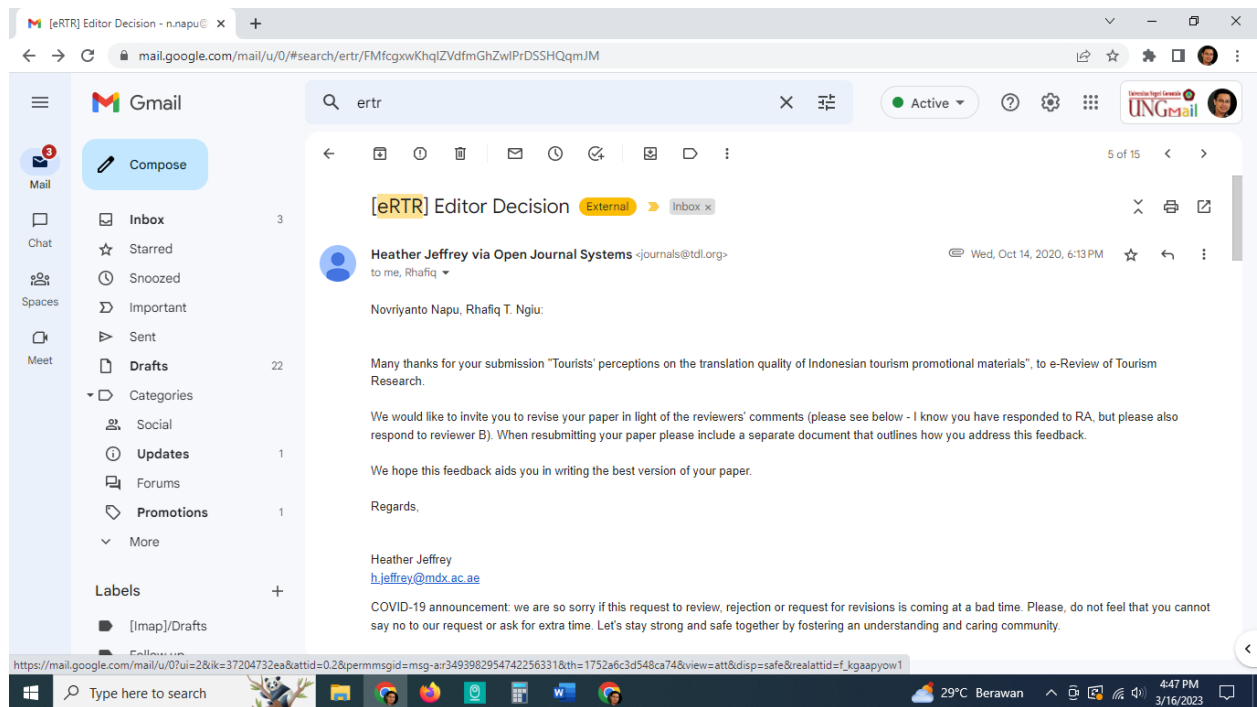 [eRTR] Editor Decision - n.napu@
mail.google.com/mail/u/0/#search/ertr/FMfcgxwKhqlZVdfmGhZwlPrDSSHQqmJM
Gmail
ertr
Active
Universitas Negeri Gorontalo
UNGmail
3
Mail
Chat
Spaces
Meet
Compose
Inbox 3
Starred
Snoozed
Important
Sent
Drafts 22
Categories
Social
Updates 1
Forums
Promotions 1
More
Labels
[Imap]/Drafts
Follow up
5 of 15
[eRTR] Editor Decision External Inbox x
Heather Jeffrey via Open Journal Systems <journals@tdl.org> Wed, Oct 14, 2020, 6:13 PM
to me, Rhafiq
Novriyanto Napu, Rhafiq T. Ngiu:
Many thanks for your submission "Tourists' perceptions on the translation quality of Indonesian tourism promotional materials", to e-Review of Tourism
Research.
We would like to invite you to revise your paper in light of the reviewers' comments (please see below - I know you have responded to RA, but please also
respond to reviewer B). When resubmitting your paper please include a separate document that outlines how you address this feedback.
We hope this feedback aids you in writing the best version of your paper.
Regards,
Heather Jeffrey
h.jeffrey@mdx.ac.ae
COVID-19 announcement: we are so sorry if this request to review, rejection or request for revisions is coming at a bad time. Please, do not feel that you cannot
say no to our request or ask for extra time. Let's stay strong and safe together by fostering an understanding and caring community.
https://mail.google.com/mail/u/0?ui=2&ik=37204732ea&attid=0.2&permmsgid=msg-a:r3493982954742256331&th=1752a6c3d548ca74&view=att&disp=safe&realattid=f_kgaapyow1
Type here to search
29°C Berawan
4:47 PM
3/16/2023